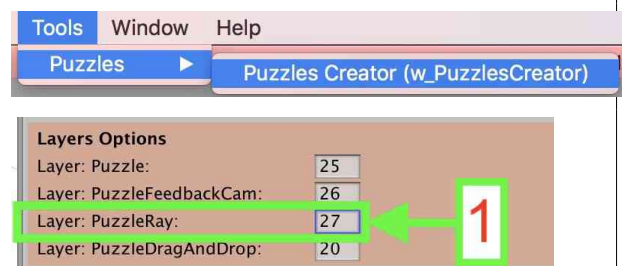 Tools Window Help
Puzzles
Puzzles Creator (w_PuzzlesCreator)
Layers Options
Layer: Puzzle: 25
Layer: PuzzleFeedbackCam: 26
Layer: PuzzleRay: 27
1
Layer: PuzzleDragAndDrop: 20